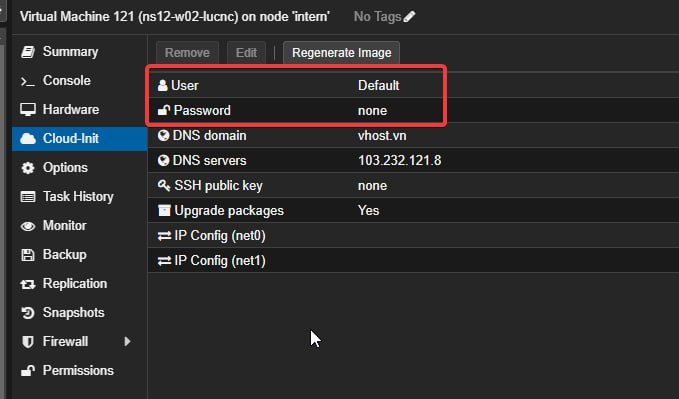 Virtual Machine 121 (ns12-w02-lucnc) on node 'intern' No Tags
Summary
Console
Hardware
Cloud-Init
Options
Task History
Monitor
Backup
Replication
Snapshots
Firewall
Permissions
Remove Edit Regenerate Image
User Default
Password none
DNS domain vhost.vn
DNS servers 103.232.121.8
SSH public key none
Upgrade packages Yes
IP Config (net0)
IP Config (net1)